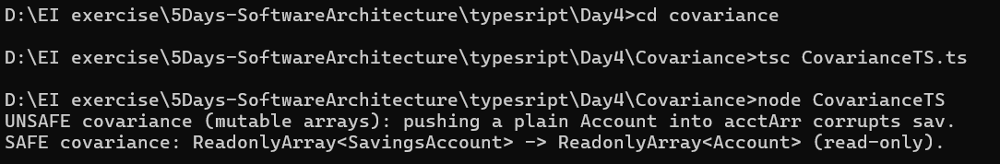 D:\EI exercise\5Days-SoftwareArchitecture\typesript\Day4>cd covariance
D:\EI exercise\5Days-SoftwareArchitecture\typesript\Day4\Covariance>tsc CovarianceTS.ts
D:\EI exercise\5Days-SoftwareArchitecture\typesript\Day4\Covariance>node CovarianceTS
UNSAFE covariance (mutable arrays): pushing a plain Account into acctArr corrupts sav.
SAFE covariance: ReadonlyArray<SavingsAccount> -> ReadonlyArray<Account> (read-only).